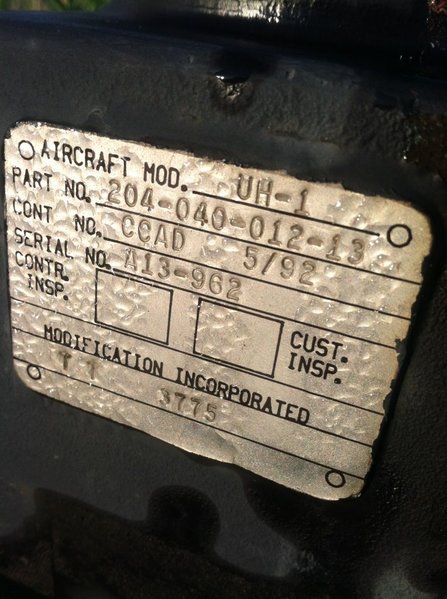 AIRCRAFT MOD. UH-1
PART NO. 204-040-012-13
CONT NO. CCAD 5/92
SERIAL NO. A13-962
CONTR. INSP.
CUST. INSP.
MODIFICATION INCORPORATED
TT 3775